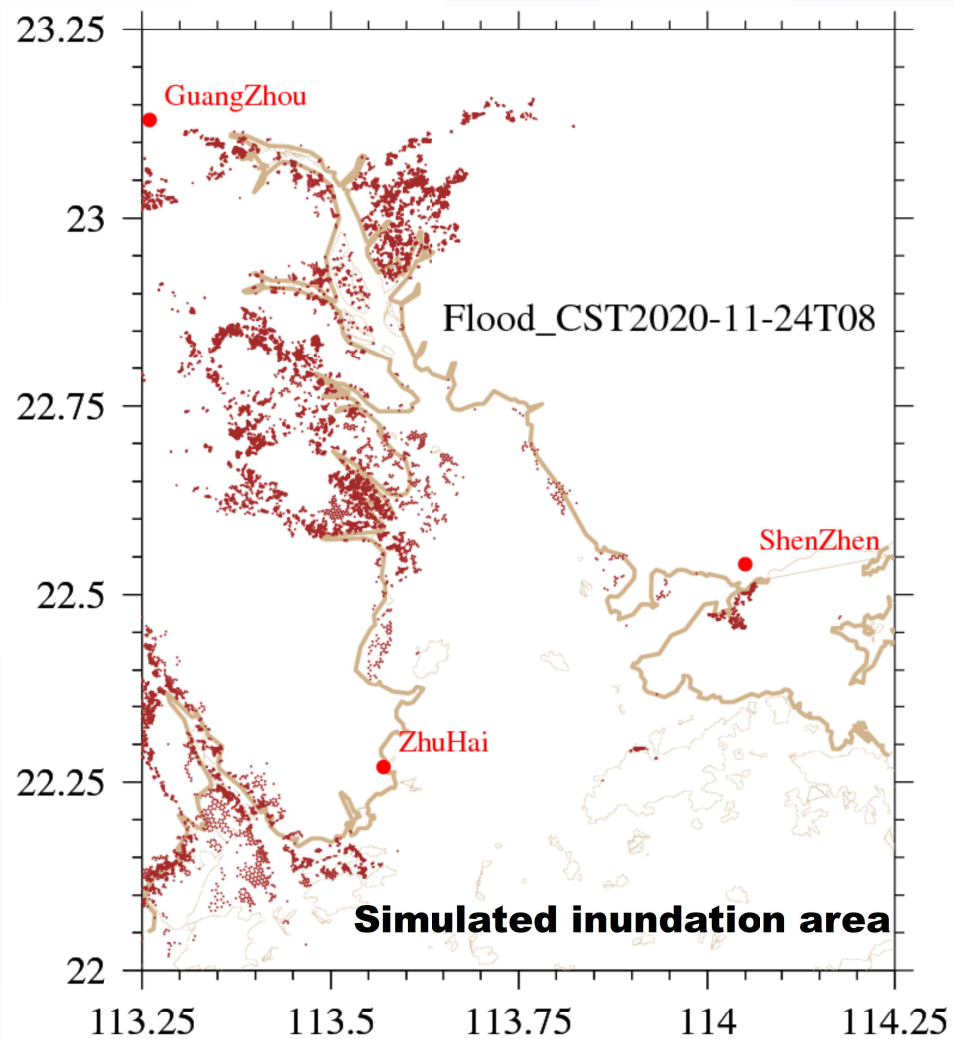 23.25
GuangZhou
23
Flood_CST2020-11-24T08
22.75
ShenZhen
22.5
ZhuHai
22.25
Simulated inundation area
22
113.25 113.5 113.75 114 114.25